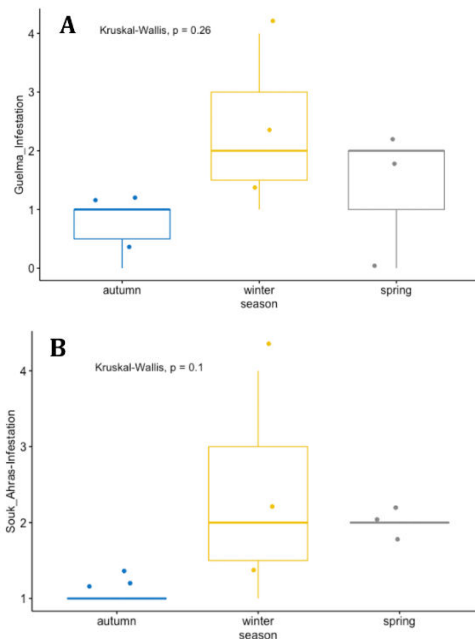 A
Kruskal-Wallis, p = 0.26
4
3
2
1
0
Guelma_Infestation
autumn winter spring
season
B
Kruskal-Wallis, p = 0.1
4
3
2
1
Souk_Ahras-Infestation
autumn winter spring
season